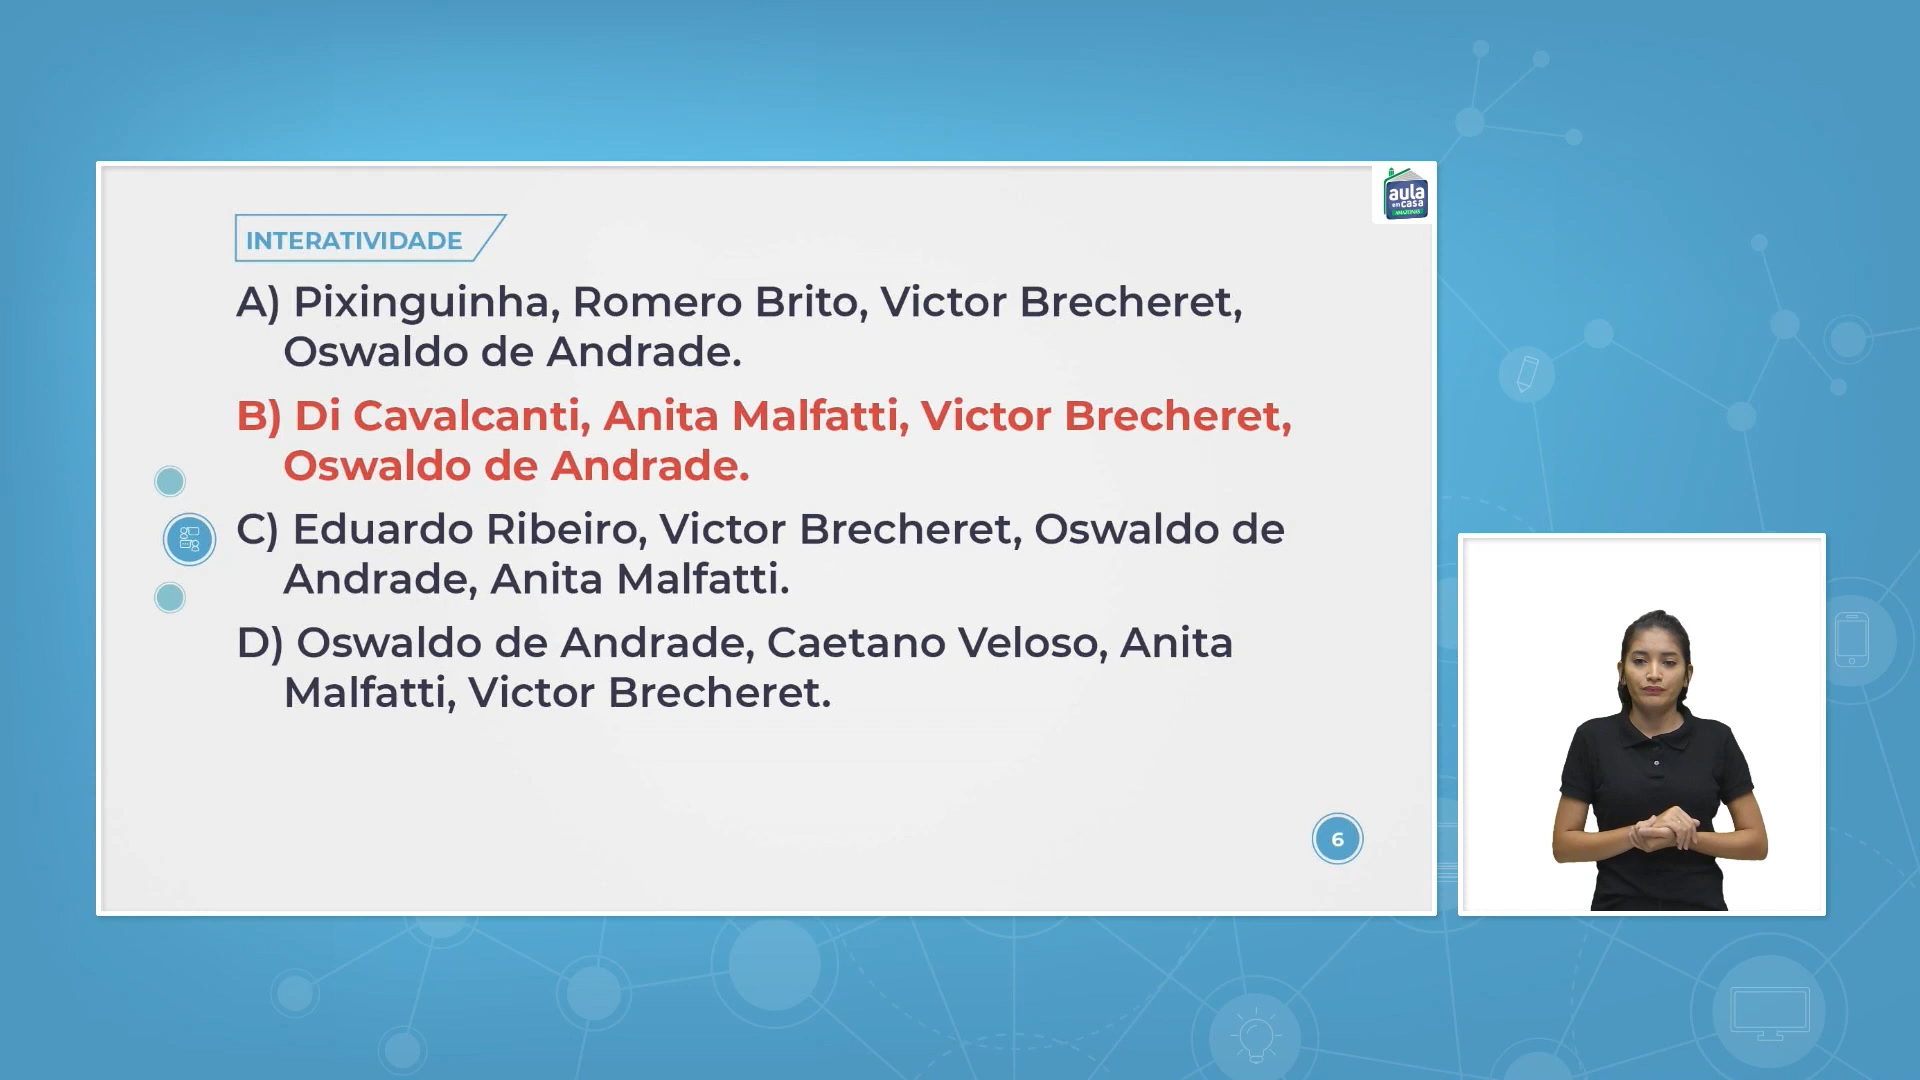 aula
em casa
AMAZONAS
INTERATIVIDADE
A) Pixinguinha, Romero Brito, Victor Brecheret,
Oswaldo de Andrade.
B) Di Cavalcanti, Anita Malfatti, Victor Brecheret,
Oswaldo de Andrade.
C) Eduardo Ribeiro, Victor Brecheret, Oswaldo de
Andrade, Anita Malfatti.
D) Oswaldo de Andrade, Caetano Veloso, Anita
Malfatti, Victor Brecheret.
6